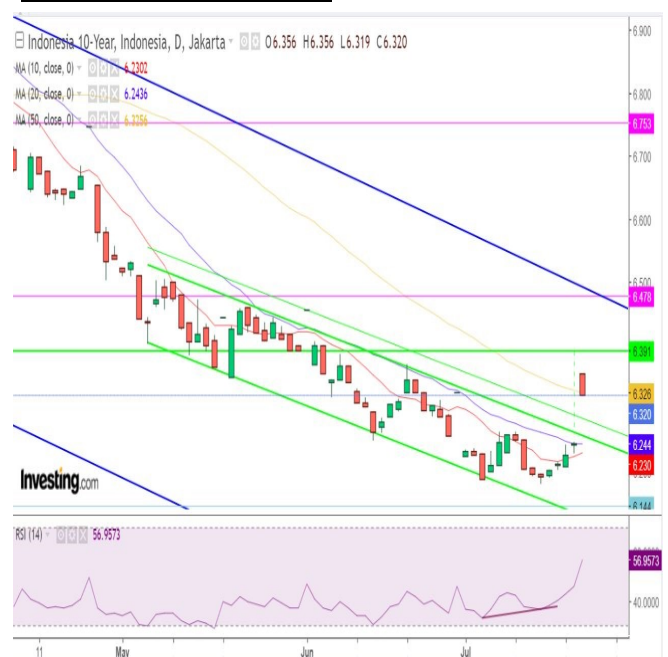 Indonesia 10-Year, Indonesia, D, Jakarta O6.356 H6.356 L6.319 C6.320
MA (10, close, 0) 6.2302
MA (20, close, 0) 6.2436
MA (50, close, 0)
6.900
6.800
6.753
6.700
6.600
6.500
6.478
6.391
6.326
6.320
6.244
6.230
6.144
Investing.com
RSI (14) 56.9573
56.9573
40.0000
11 May Jun Jul